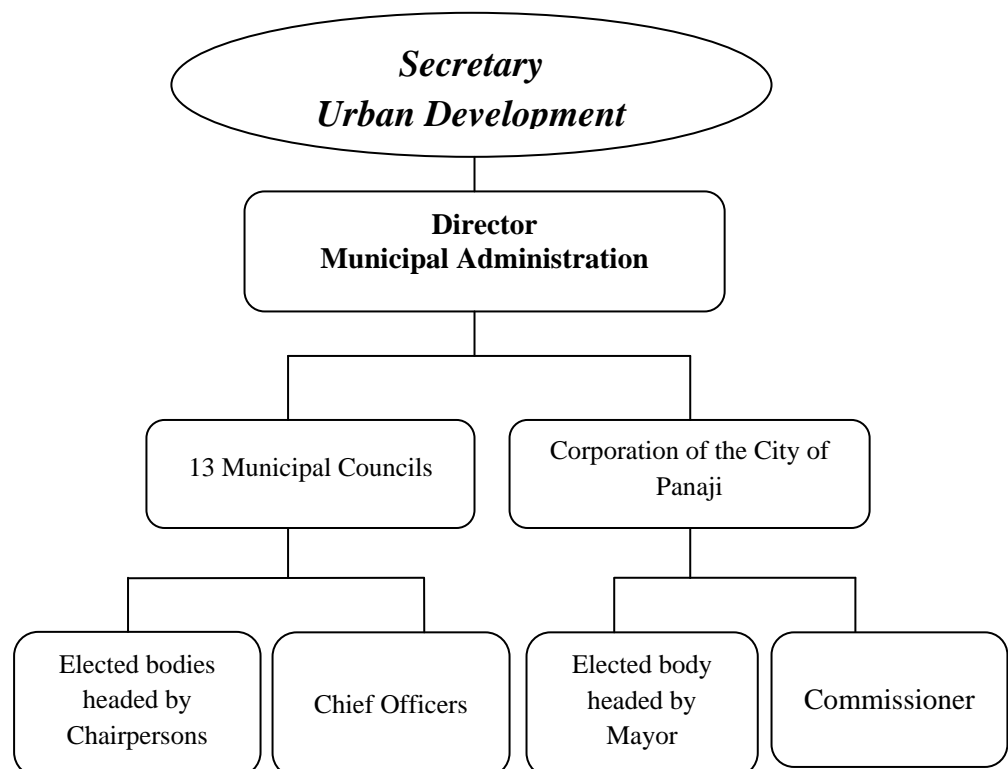 Secretary
Urban Development
Director
Municipal Administration
13 Municipal Councils
Corporation of the City of
Panaji
Elected bodies
headed by
Chairpersons
Chief Officers
Elected body
headed by
Mayor
Commissioner